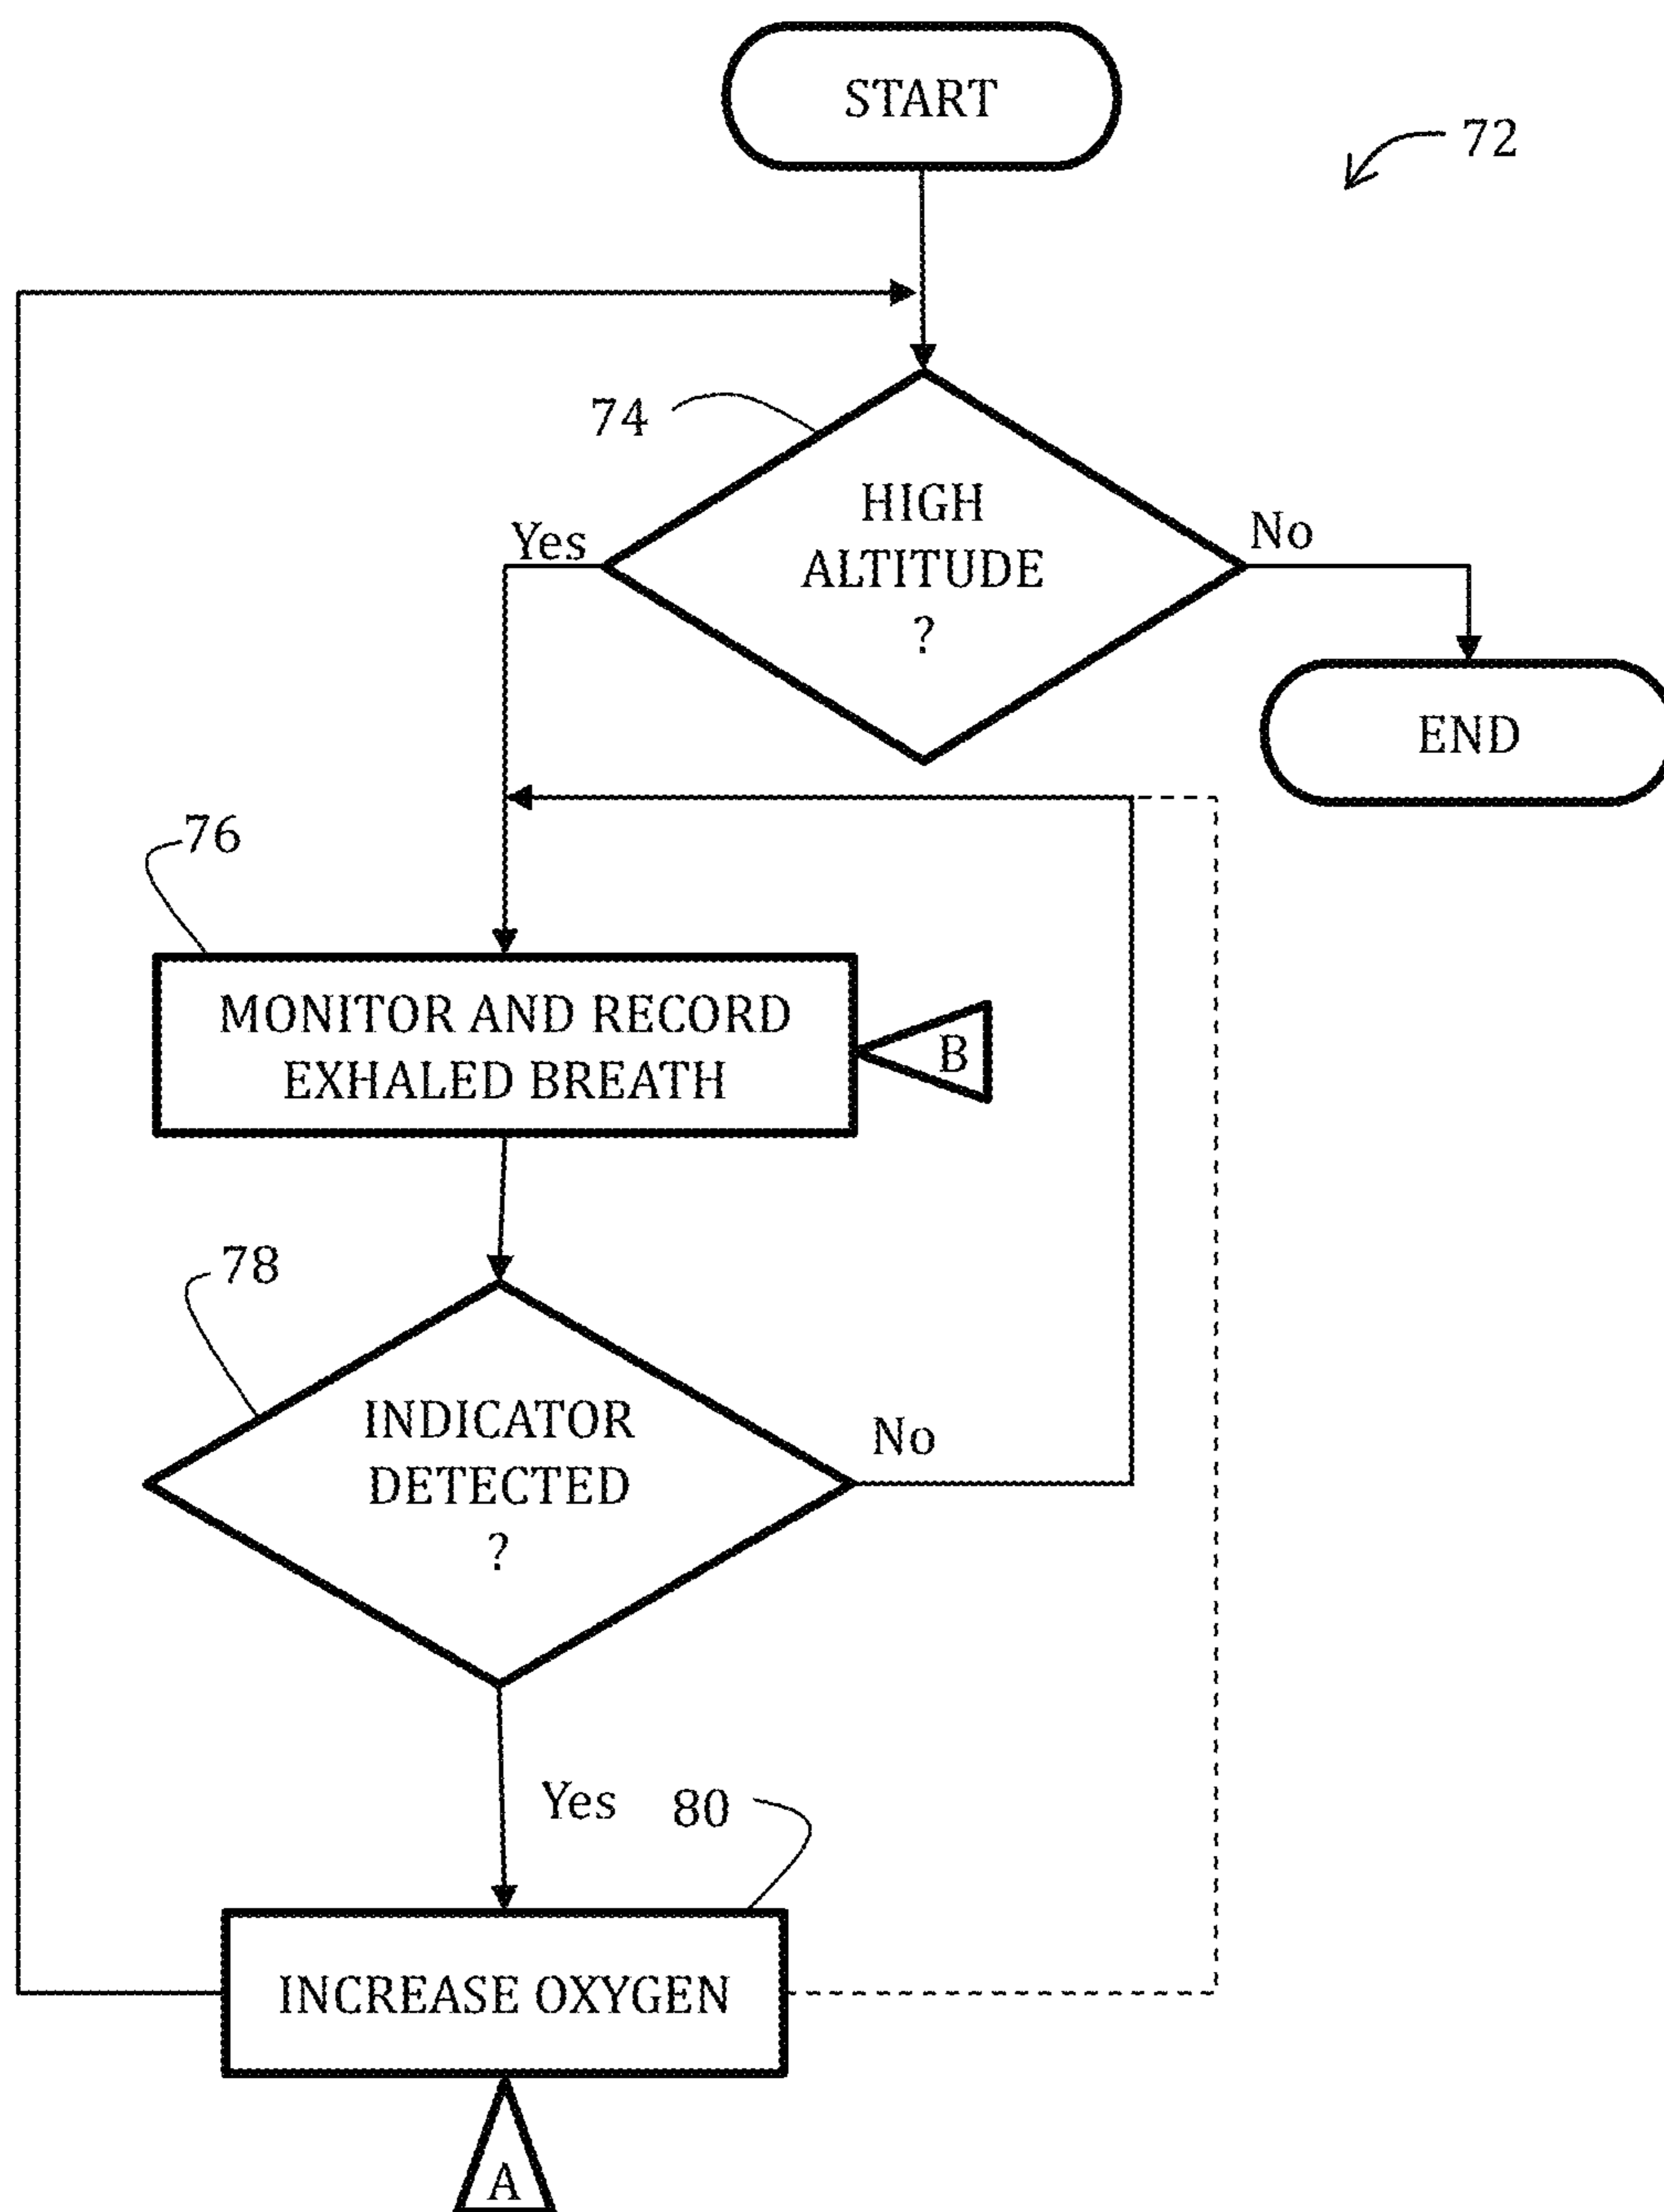 START
72
74
HIGH
ALTITUDE
?
Yes
No
END
76
MONITOR AND RECORD
EXHALED BREATH
B
78
INDICATOR
DETECTED
?
No
Yes
80
INCREASE OXYGEN
A